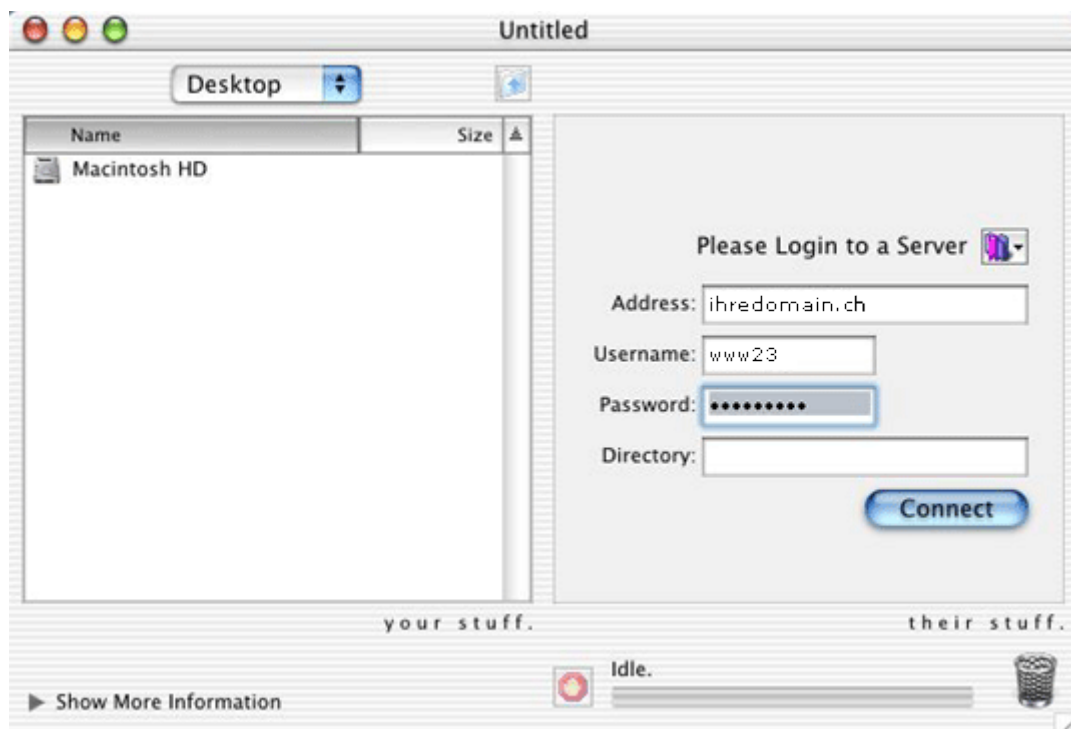 Untitled
Desktop
Name Size
Macintosh HD
Please Login to a Server
Address: ihredomain.ch
Username: www23
Password: •••••••••
Directory:
Connect
your stuff.
their stuff.
Idle.
Show More Information